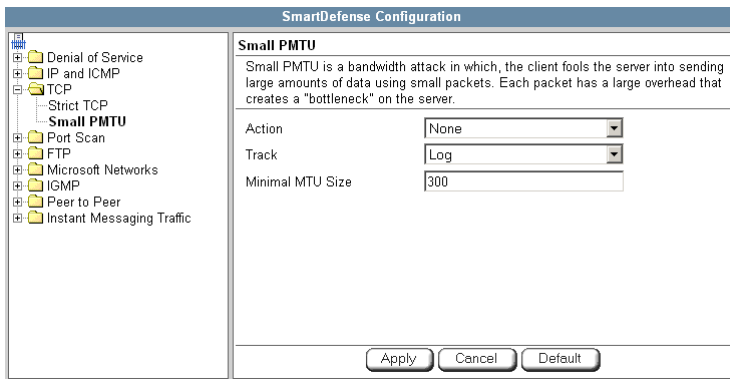 SmartDefense Configuration
Denial of Service
IP and ICMP
TCP
Strict TCP
Small PMTU
Port Scan
FTP
Microsoft Networks
IGMP
Peer to Peer
Instant Messaging Traffic
Small PMTU
Small PMTU is a bandwidth attack in which, the client fools the server into sending
large amounts of data using small packets. Each packet has a large overhead that
creates a "bottleneck" on the server.
Action None
Track Log
Minimal MTU Size 300
Apply Cancel Default